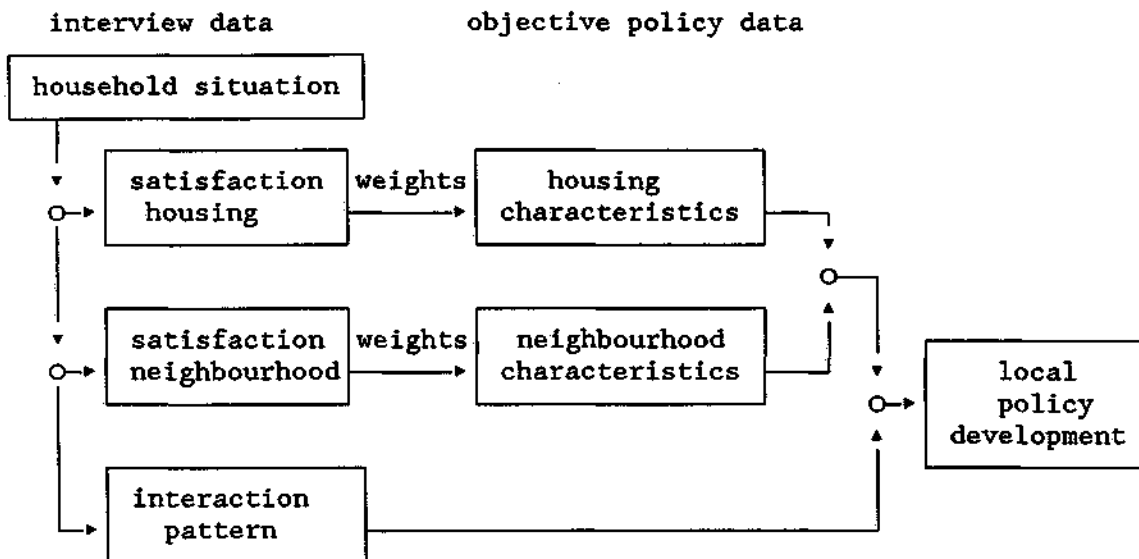 interview data
objective policy data
household situation
satisfaction
housing
weights
housing
characteristics
satisfaction
neighbourhood
weights
neighbourhood
characteristics
local
policy
development
interaction
pattern